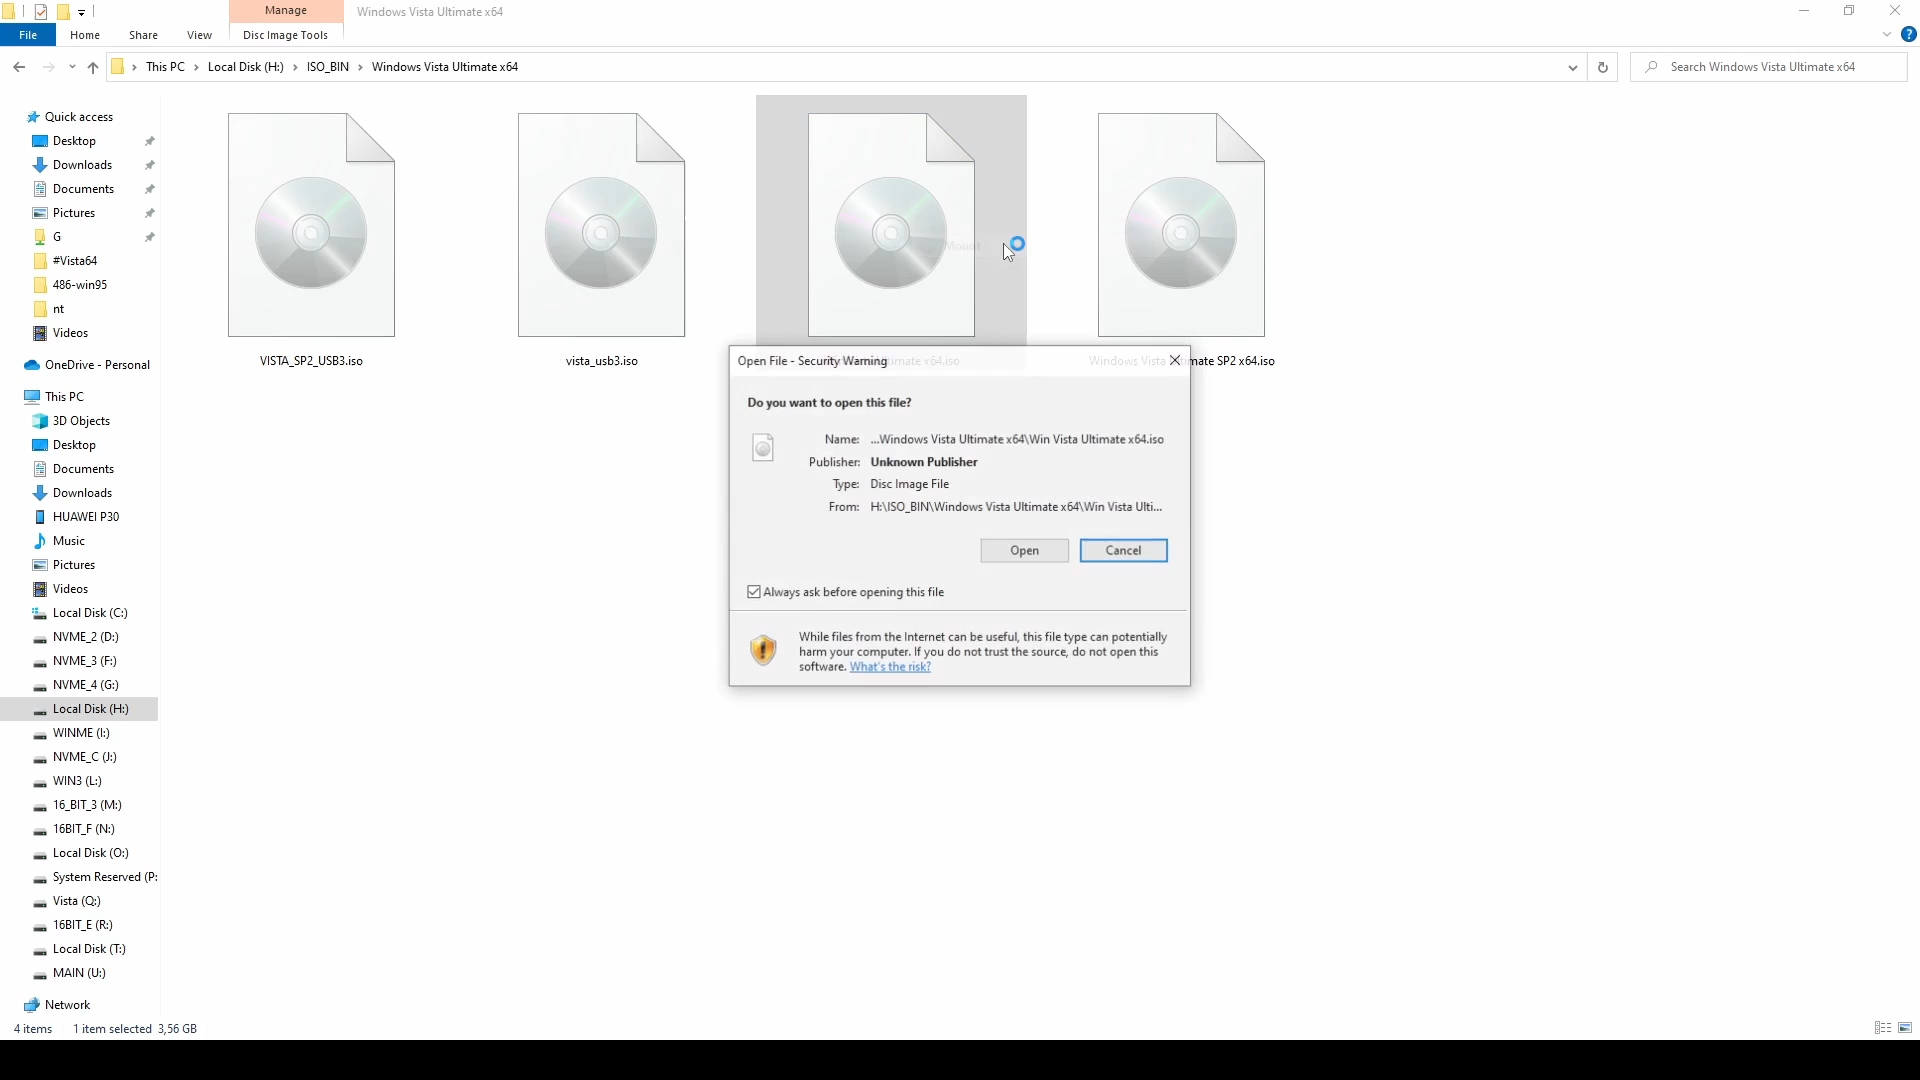 Manage
Windows Vista Ultimate x64
File
Home
Share
View
Disc Image Tools
?
This PC
Local Disk (H:)
ISO_BIN
Windows Vista Ultimate x64
Search Windows Vista Ultimate x64
Quick access
Desktop
Downloads
Documents
Pictures
G
#Vista64
486-win95
nt
Videos
OneDrive - Personal
This PC
3D Objects
Desktop
Documents
Downloads
HUAWEI P30
Music
Pictures
Videos
Local Disk (C:)
NVME_2 (D:)
NVME_3 (F:)
NVME_4 (G:)
Local Disk (H:)
WINME (I:)
NVME_C (J:)
WIN3 (L:)
16_BIT_3 (M:)
16BIT_F (N:)
Local Disk (O:)
System Reserved (P:
Vista (Q:)
16BIT_E (R:)
Local Disk (T:)
MAIN (U:)
Network
Mount
VISTA_SP2_USB3.iso
vista_usb3.iso
Ultimate x64.iso
Windows Vista Ultimate SP2 x64.iso
Open File - Security Warning
Do you want to open this file?
Name: ...Windows Vista Ultimate x64\Win Vista Ultimate x64.iso
Publisher: Unknown Publisher
Type: Disc Image File
From: H:\ISO_BIN\Windows Vista Ultimate x64\Win Vista Ulti...
Open
Cancel
Always ask before opening this file
While files from the Internet can be useful, this file type can potentially
harm your computer. If you do not trust the source, do not open this
software. What's the risk?
4 items
1 item selected 3,56 GB